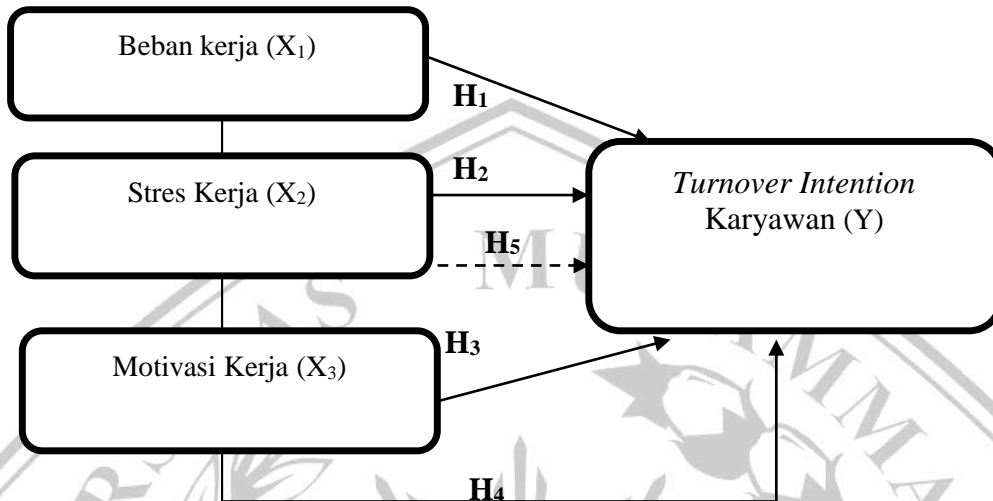 Beban kerja (X₁)
H₁
Stres Kerja (X₂)
H₂
Turnover Intention
Karyawan (Y)
H₅
Motivasi Kerja (X₃)
H₃
H₄